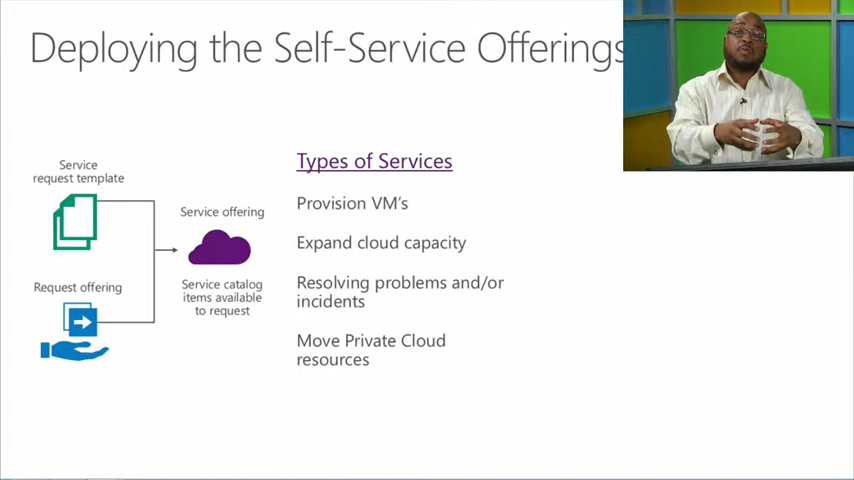 Deploying the Self-Service Offerings
Service
request template
Request offering
Service offering
Service catalog
items available
to request
Types of Services
Provision VM's
Expand cloud capacity
Resolving problems and/or
incidents
Move Private Cloud
resources